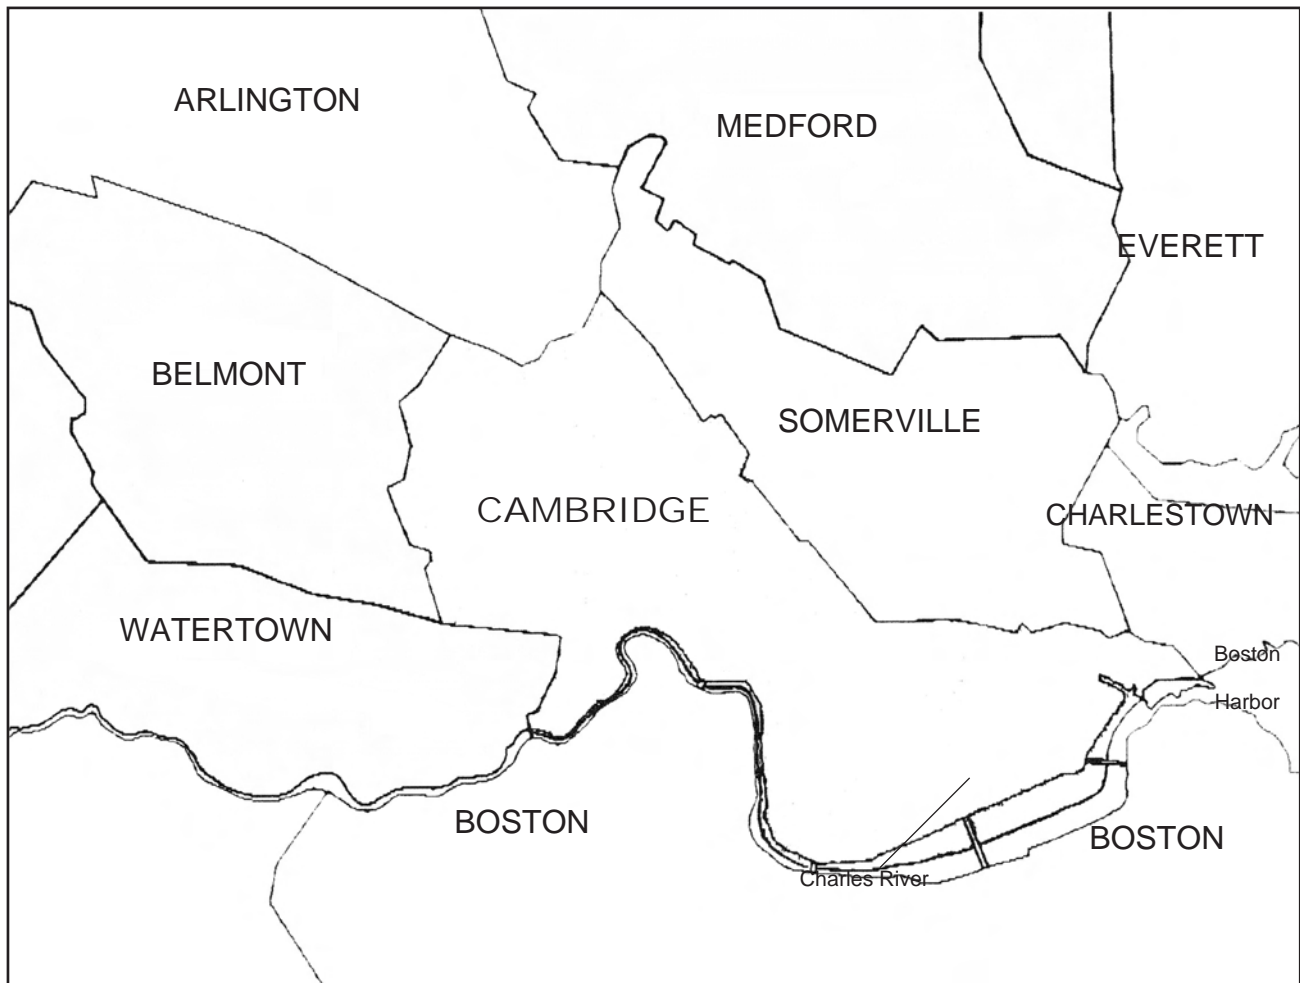 ARLINGTON
MEDFORD
EVERETT
BELMONT
SOMERVILLE
CAMBRIDGE
CHARLESTOWN
WATERTOWN
Boston
Harbor
BOSTON
BOSTON
Charles River